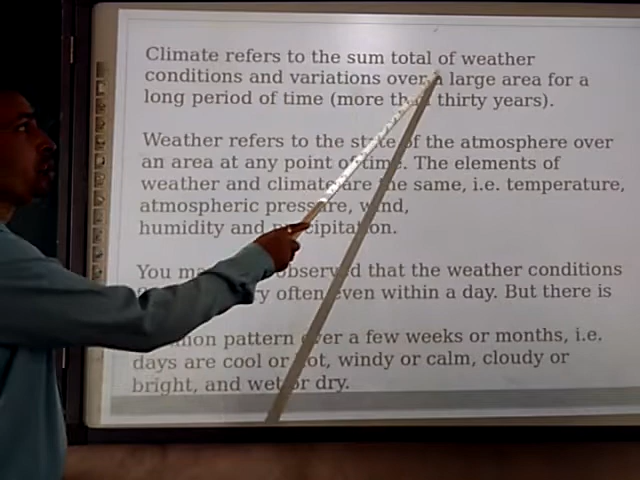 Climate refers to the sum total of weather
conditions and variations over a large area for a
long period of time (more than thirty years).
Weather refers to the state of the atmosphere over
an area at any point of time. The elements of
weather and climate are the same, i.e. temperature,
atmospheric pressure, wind,
humidity and precipitation.
You observed that the weather conditions
often even within a day. But there is
pattern over a few weeks or months, i.e.
days are cool or hot, windy or calm, cloudy or
bright, and wet or dry.